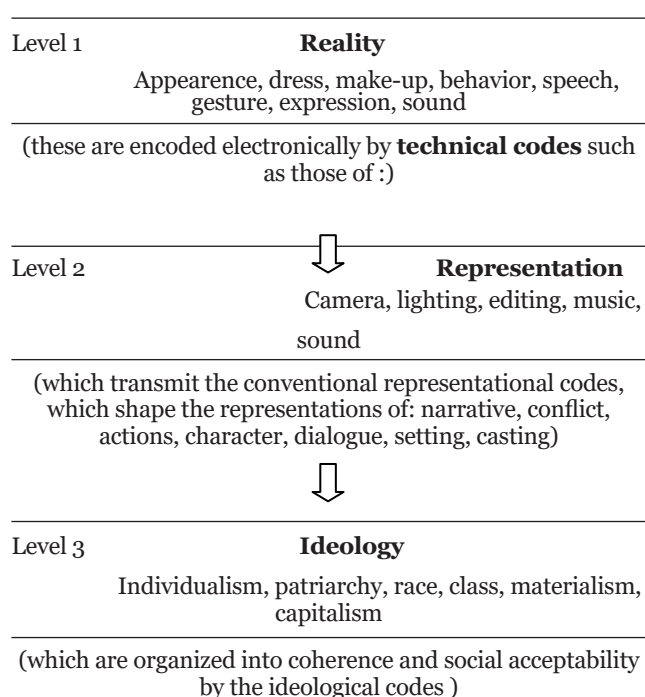 Level 1 Reality
Appearence, dress, make-up, behavior, speech,
gesture, expression, sound
(these are encoded electronically by technical codes such
as those of :)
Level 2 Representation
Camera, lighting, editing, music,
sound
(which transmit the conventional representational codes,
which shape the representations of: narrative, conflict,
actions, character, dialogue, setting, casting)
Level 3 Ideology
Individualism, patriarchy, race, class, materialism,
capitalism
(which are organized into coherence and social acceptability
by the ideological codes )